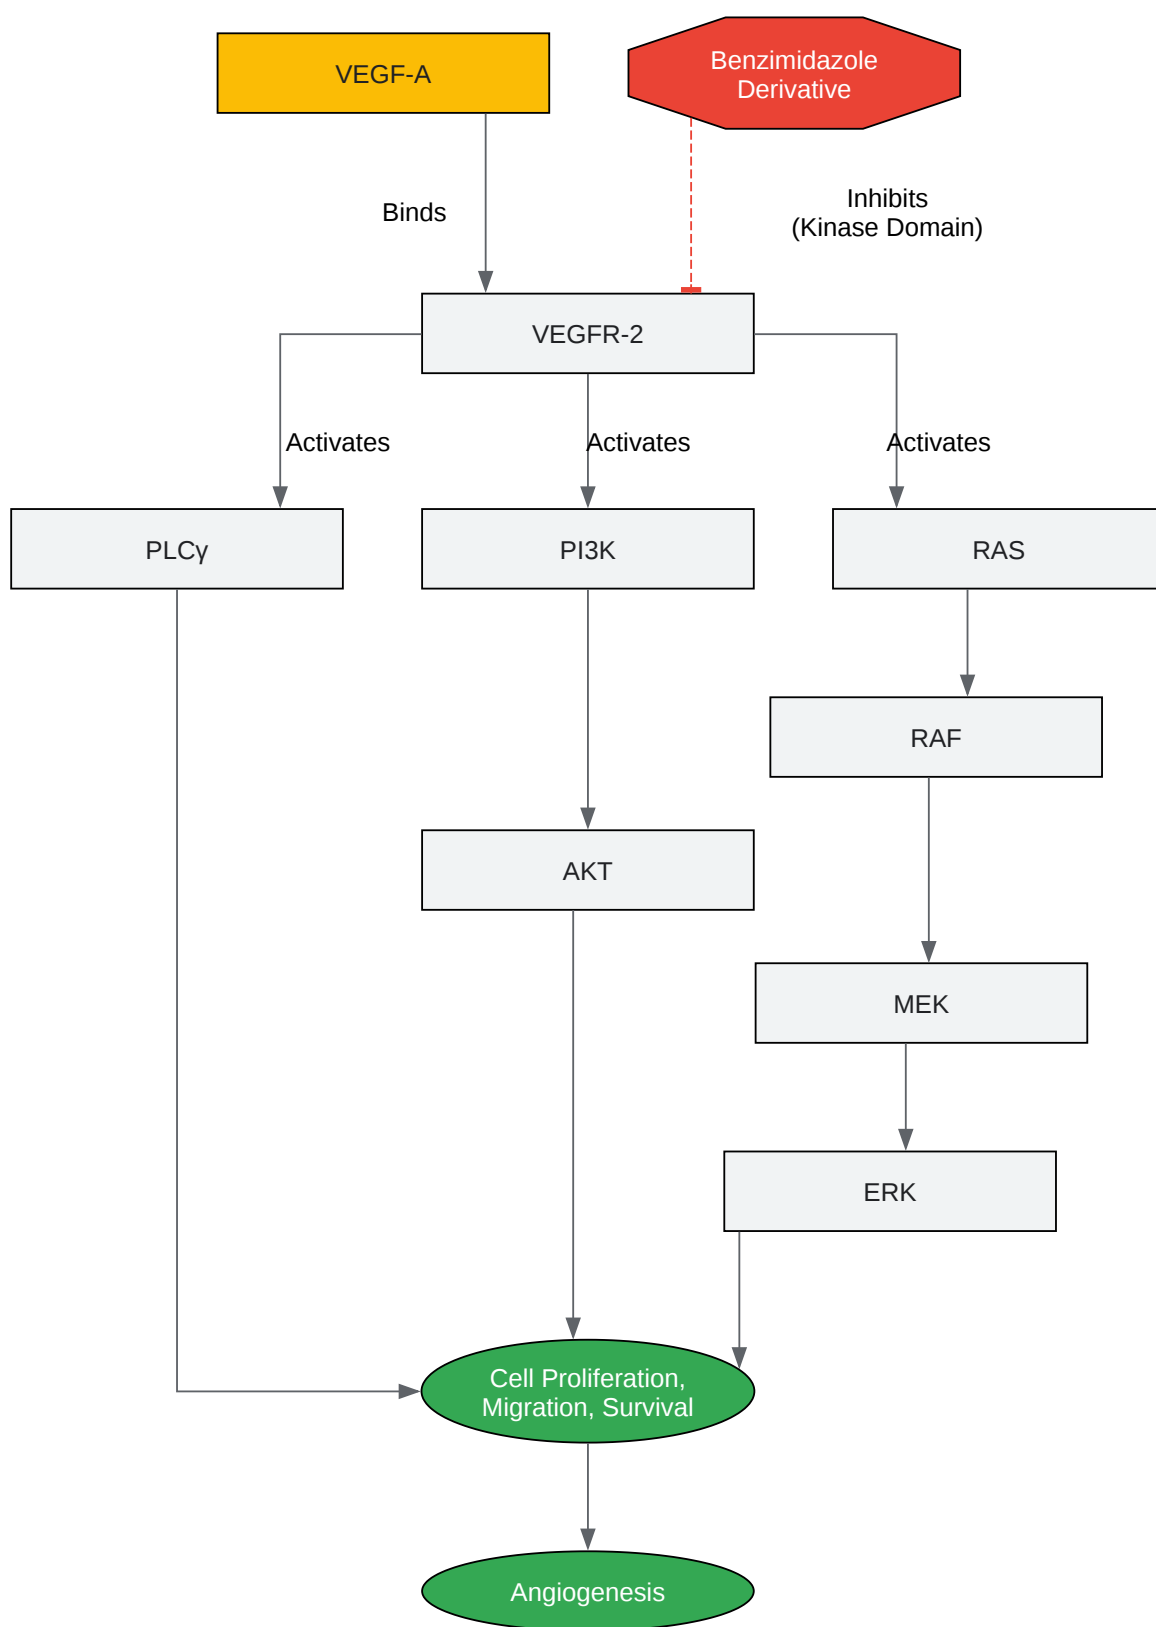 VEGF-A
Benzimidazole
Derivative
Binds
Inhibits
(Kinase Domain)
VEGFR-2
Activates
Activates
Activates
PLCγ
PI3K
RAS
RAF
AKT
MEK
ERK
Cell Proliferation,
Migration, Survival
Angiogenesis